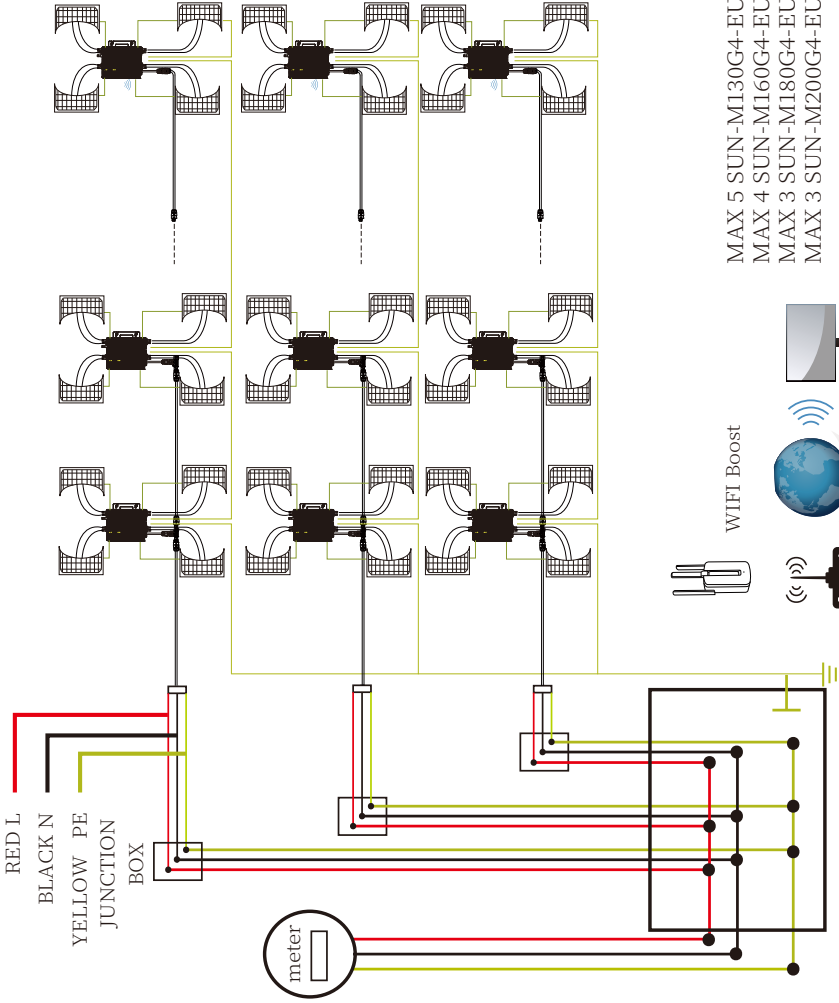 MAX 5 SUN-M130G4-EU
MAX 4 SUN-M160G4-EU
MAX 3 SUN-M180G4-EU
MAX 3 SUN-M200G4-EU
WIFI Boost
RED L
BLACK N
YELLOW PE
JUNCTION
BOX
meter